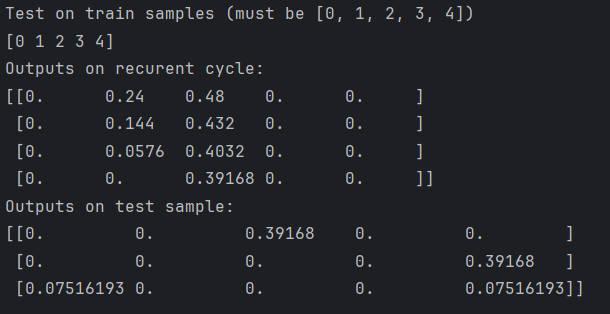 Test on train samples (must be [0, 1, 2, 3, 4])
[0 1 2 3 4]
Outputs on recurent cycle:
[[0.      0.24    0.48    0.      0.     ]
 [0.      0.144   0.432   0.      0.     ]
 [0.      0.0576  0.4032  0.      0.     ]
 [0.      0.      0.39168 0.      0.     ]]
Outputs on test sample:
[[0.         0.         0.39168    0.         0.        ]
 [0.         0.         0.         0.         0.39168   ]
 [0.07516193 0.         0.         0.         0.07516193]]